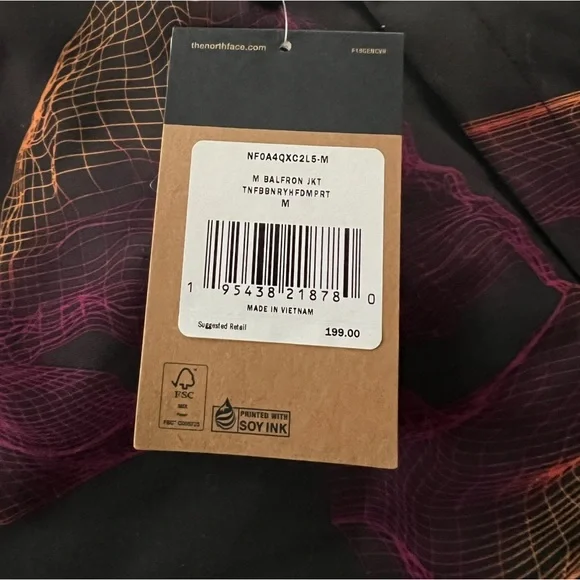 thenorthface.com
NF0A4QXC2L5-M
M BALFRON JKT
TNFBBNRYHFDMPRT
M
1 95438 21878 0
MADE IN VIETNAM
Suggested Retail 199.00
FSC
PRINTED WITH
SOY INK